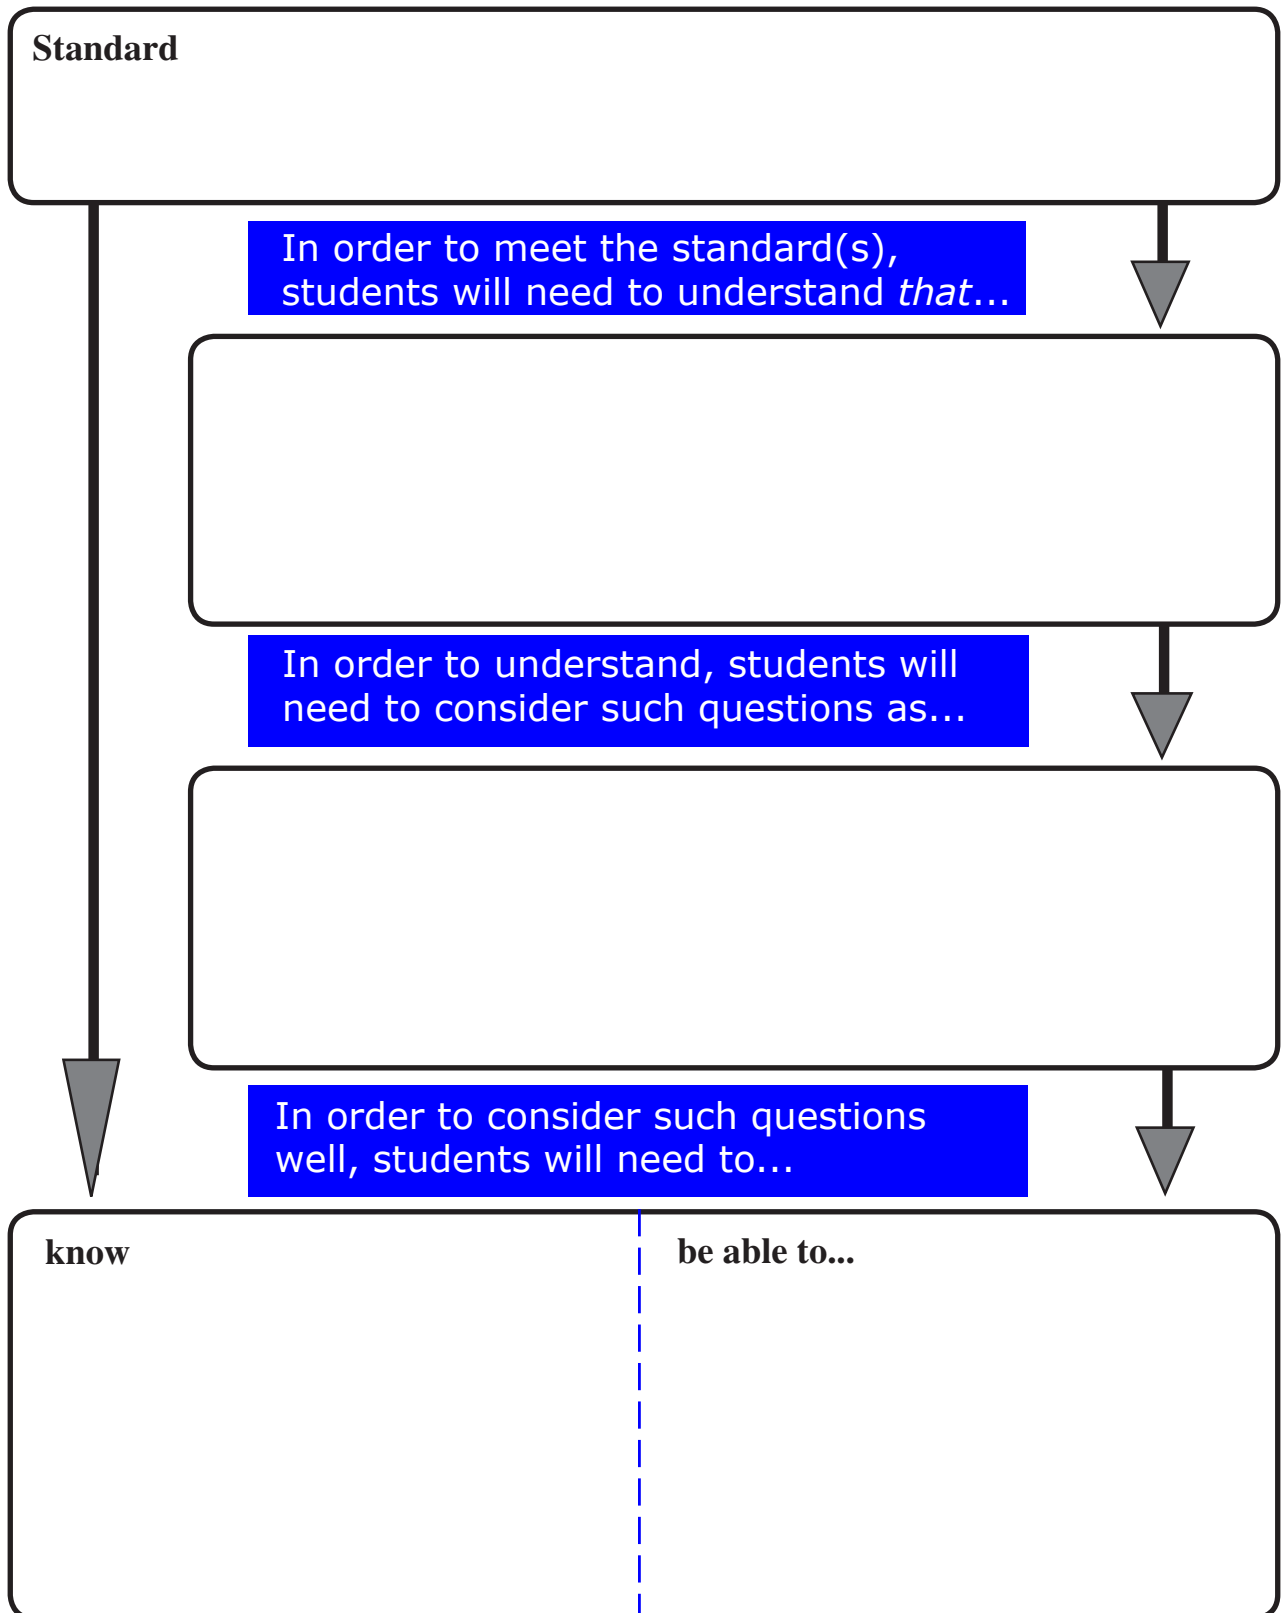 Standard
In order to meet the standard(s),
students will need to understand that...
In order to understand, students will
need to consider such questions as...
In order to consider such questions
well, students will need to...
know
be able to...